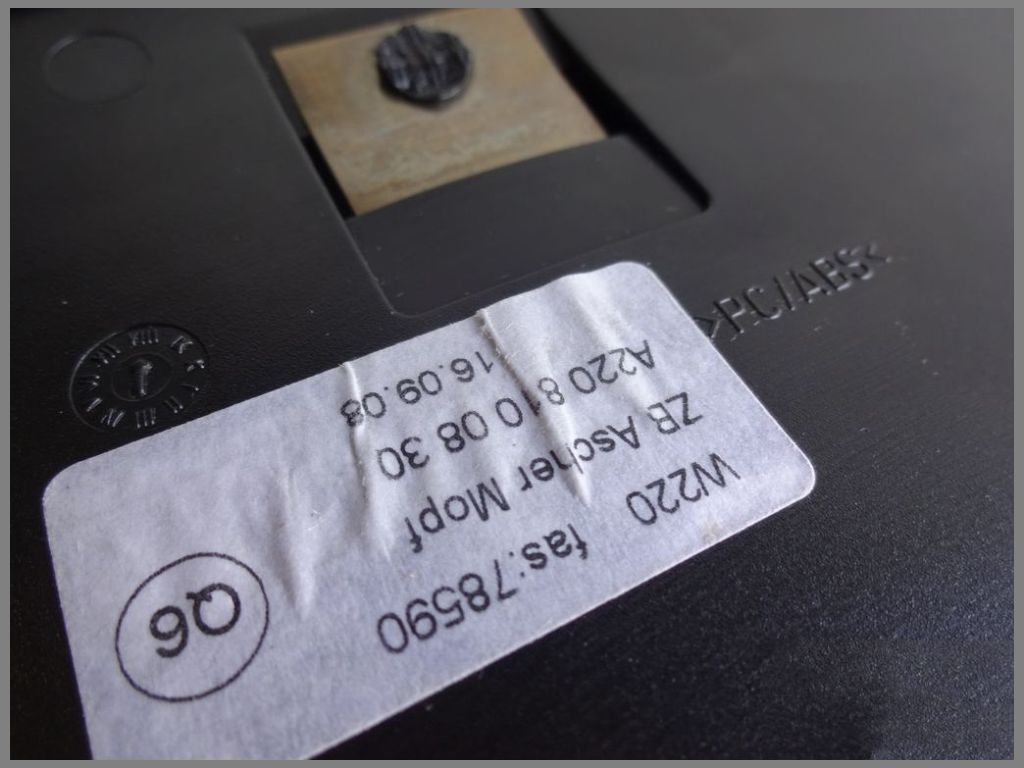 W220 fas:78590
ZB Ascher Mopf
A220 810 08 30
16.09.08
Q6
>PC/ABS<